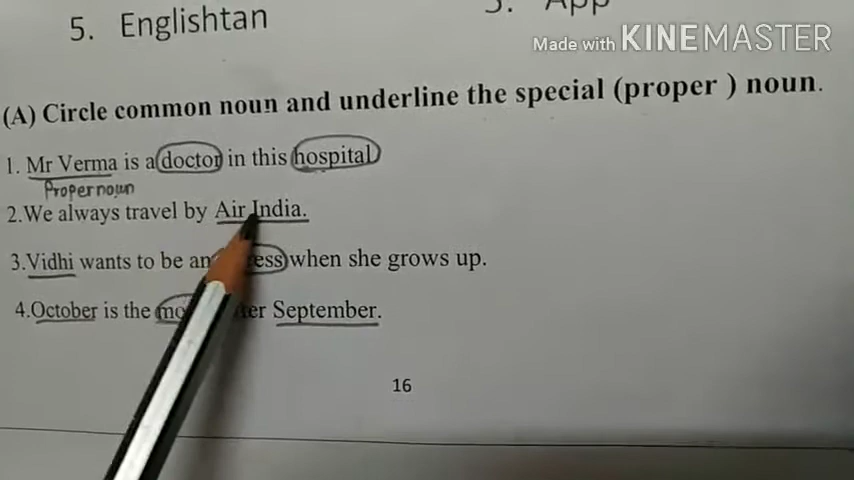 5. Englishtan
5. App
Made with KINEMASTER
(A) Circle common noun and underline the special (proper ) noun.
1. Mr Verma is a doctor in this hospital
Proper noun
2.We always travel by Air India.
3.Vidhi wants to be an when she grows up.
4.October is the September.
16